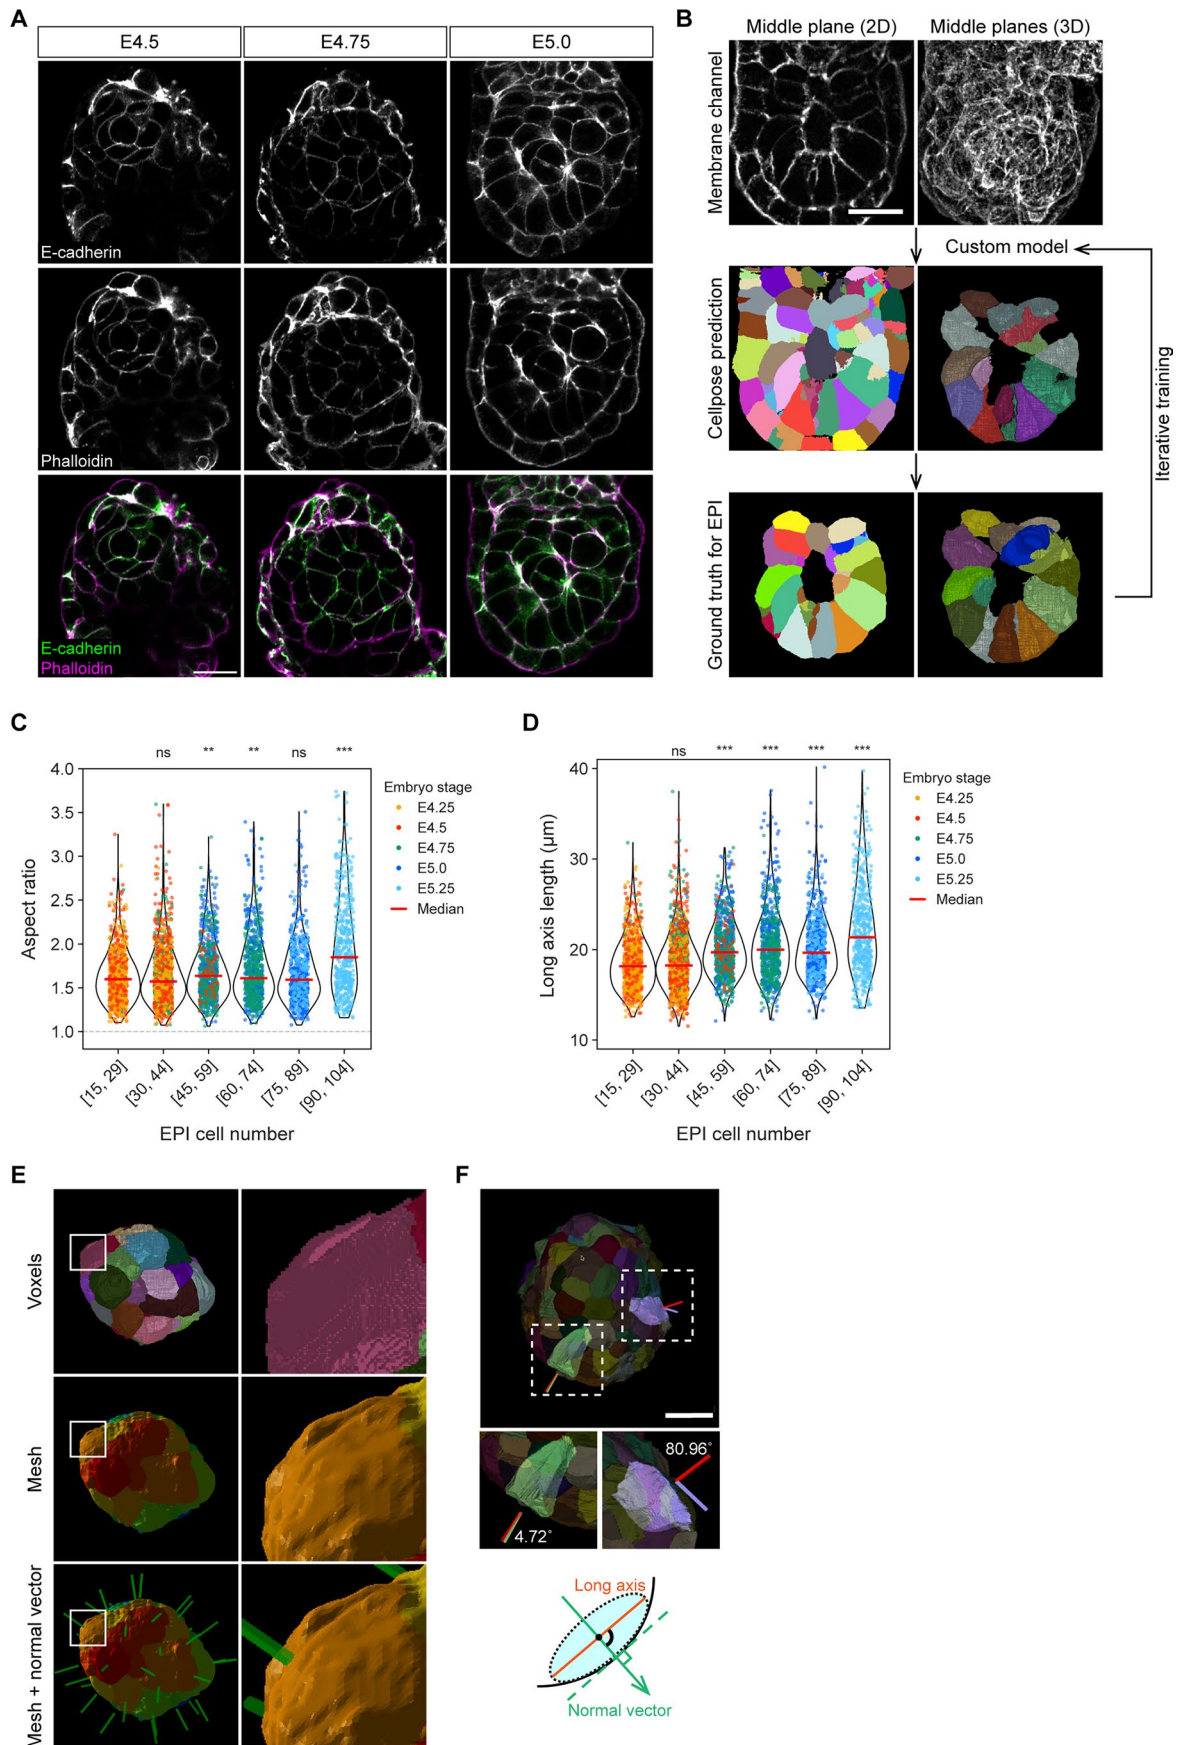 A
E4.5
E4.75
E5.0
E-cadherin
Phalloidin
E-cadherin
Phalloidin
B
Middle plane (2D)
Middle planes (3D)
Membrane channel
Custom model
Cellpose prediction
Iterative training
Ground truth for EPI
C
ns
**
**
ns
***
4.0
3.0
2.5
2.0
1.5
1.0
Aspect ratio
[15, 29]
[30, 44]
[45, 59]
[60, 74]
[75, 89]
[90, 104]
EPI cell number
Embryo stage
E4.25
E4.5
E4.75
E5.0
E5.25
Median
D
ns
***
***
***
***
40
30
20
10
Long axis length (μm)
[15, 29]
[30, 44]
[45, 59]
[60, 74]
[75, 89]
[90, 104]
EPI cell number
Embryo stage
E4.25
E4.5
E4.75
E5.0
E5.25
Median
E
Voxels
Mesh
Mesh + normal vector
F
4.72°
80.96°
Long axis
Normal vector